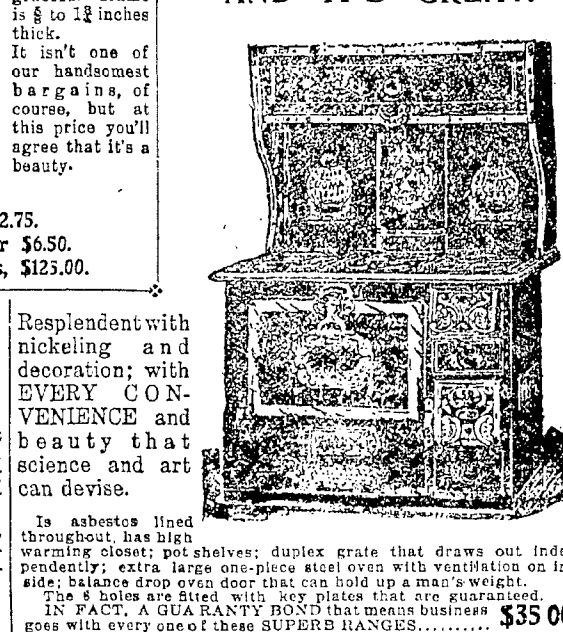 is ⅝ to 1⅜ inches
thick.
It isn't one of
our handsomest
bargains, of
course, but at
this price you'll
agree that it's a
beauty.
2.75.
$6.50.
$125.00.
Resplendent with
nickeling and
decoration; with
EVERY CON-
VENIENCE and
beauty that
science and art
can devise.
Is asbestos lined
throughout, has high
warming closet; pot shelves; duplex grate that draws out inde
pendently; extra large one-piece steel oven with ventilation on
side; balance drop oven door that can hold up a man's weight.
The 6 holes are fitted with key plates that are guaranteed.
IN FACT, A GUARANTY BOND that means business
goes with every one of these SUPERB RANGES.......... $35 00